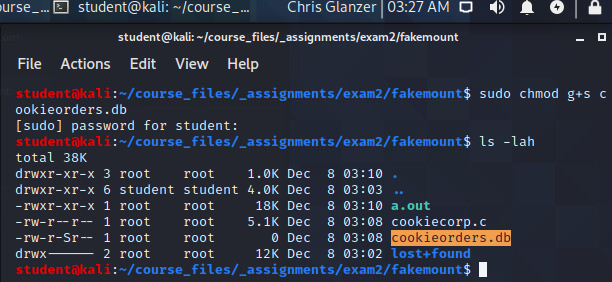 course_... student@kali: ~/cour... Chris Glanzer 03:27 AM
student@kali: ~/course_files/_assignments/exam2/fakemount
File Actions Edit View Help
student@kali:~/course_files/_assignments/exam2/fakemount$ sudo chmod g+s c
ookieorders.db
[sudo] password for student:
student@kali:~/course_files/_assignments/exam2/fakemount$ ls -lah
total 38K
drwxr-xr-x 3 root root 1.0K Dec 8 03:10 .
drwxr-xr-x 6 student student 4.0K Dec 8 03:03 ..
-rwxr-xr-x 1 root root 18K Dec 8 03:10 a.out
-rw-r--r-- 1 root root 5.1K Dec 8 03:08 cookiecorp.c
-rw-r-Sr-- 1 root root 0 Dec 8 03:08 cookieorders.db
drwx------ 2 root root 12K Dec 8 03:02 lost+found
student@kali:~/course_files/_assignments/exam2/fakemount$